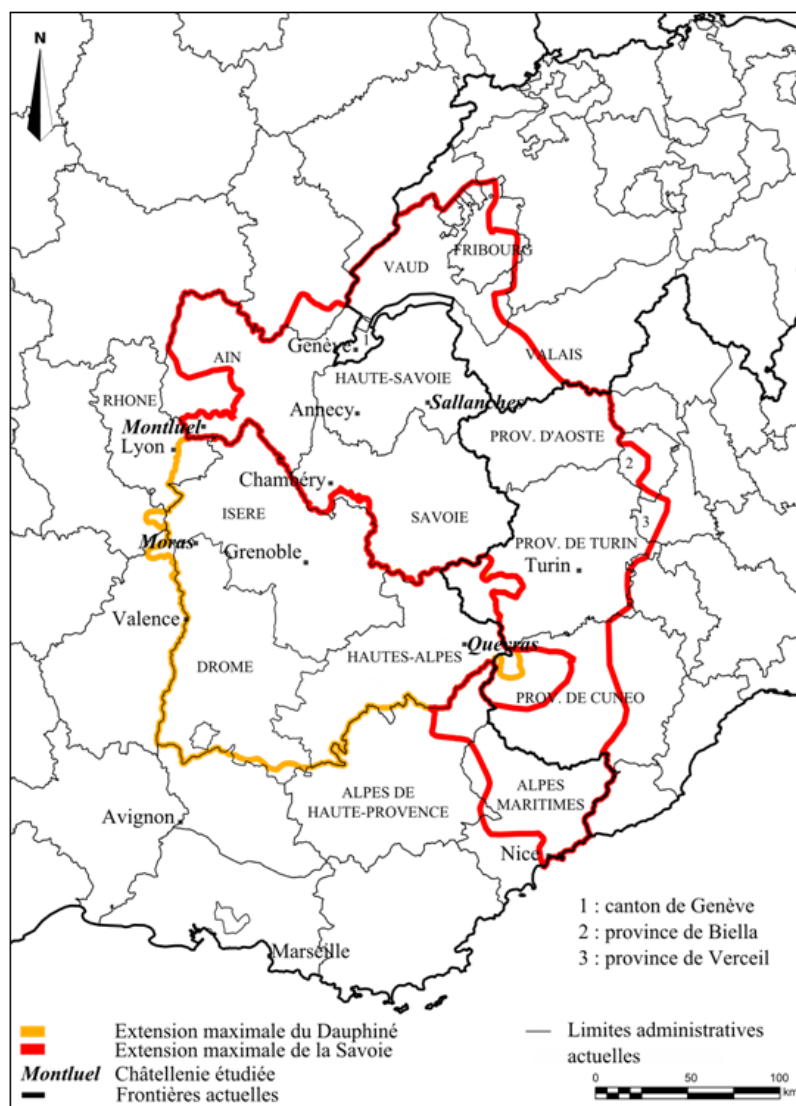 N
VAUD
FRIBOURG
Genève
1
VALAIS
AIN
HAUTE-SAVOIE
RHONE
Annecy
Sallanches
Montluel
PROV. D'AOSTE
Lyon
2
Chambéry
3
ISERE
SAVOIE
Moras
PROV. DE TURIN
Grenoble
Turin
Valence
Queyras
HAUTES-ALPES
DROME
PROV. DE CUNEO
ALPES DE
HAUTE-PROVENCE
ALPES
MARITIMES
Avignon
Nice
1 : canton de Genève
2 : province de Biella
3 : province de Verceil
Marseille
Extension maximale du Dauphiné
Extension maximale de la Savoie
Montluel Châtellenie étudiée
Frontières actuelles
Limites administratives
actuelles
0 50 100
km